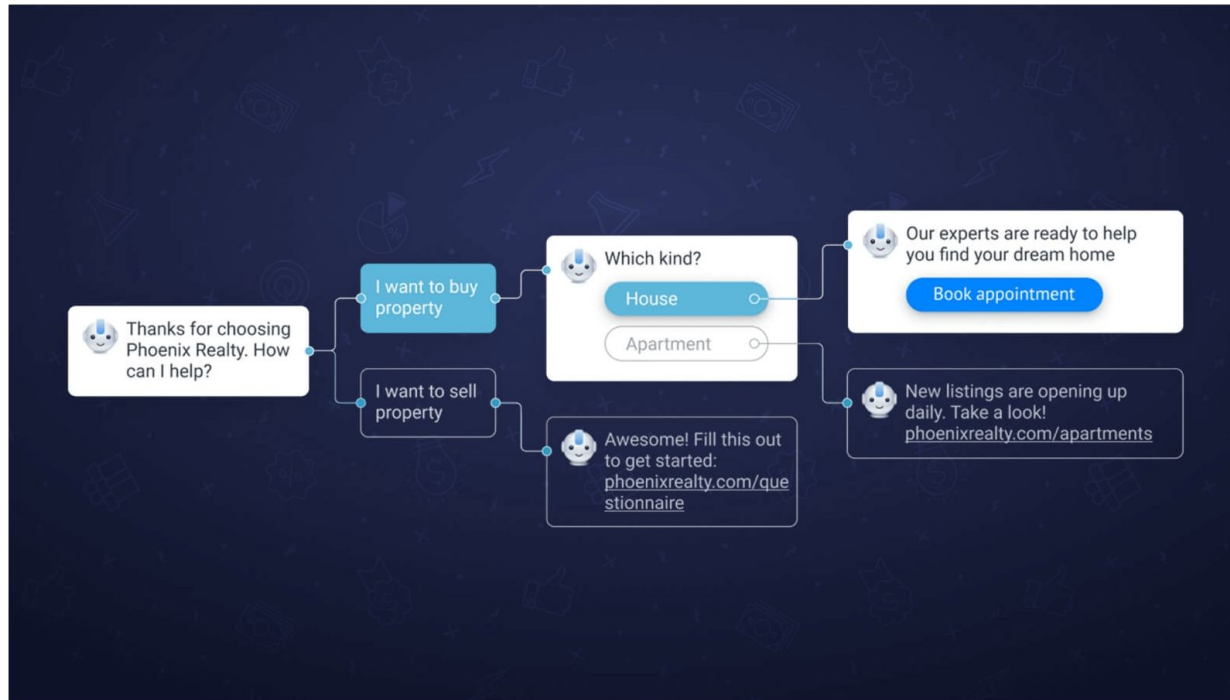 Thanks for choosing
Phoenix Realty. How
can I help?
I want to buy
property
I want to sell
property
Which kind?
House
Apartment
Awesome! Fill this out
to get started:
phoenixrealty.com/que
stionnaire
Our experts are ready to help
you find your dream home
Book appointment
New listings are opening up
daily. Take a look!
phoenixrealty.com/apartments